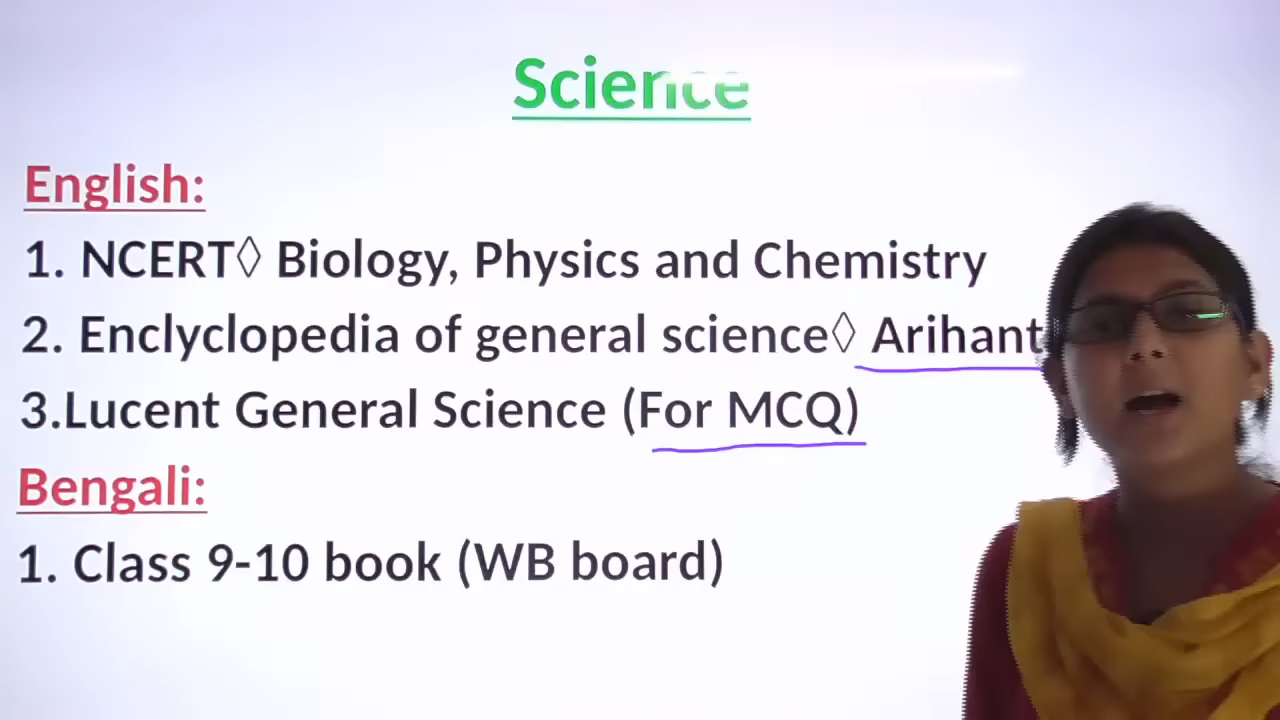 Science
English:
1. NCERT◊ Biology, Physics and Chemistry
2. Enclyclopedia of general science◊ Arihant
3.Lucent General Science (For MCQ)
Bengali:
1. Class 9-10 book (WB board)